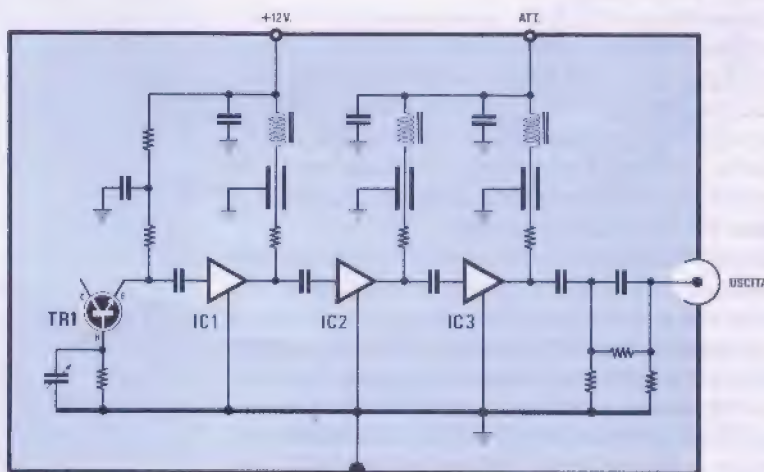 +12V.
ATT.
C
E
B
TR1
IC1
IC2
IC3
USCITA